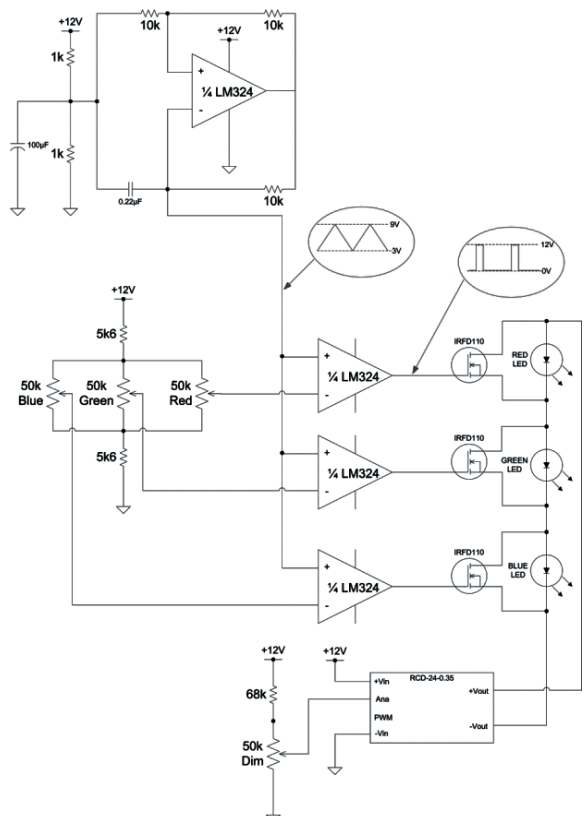 +12V
10k
10k
+12V
1k
+
¼ LM324
-
100µF
1k
0.22µF
10k
9V
3V
12V
0V
+12V
5k6
IRFD110
RED
LED
50k
Blue
50k
Green
50k
Red
+
¼ LM324
-
5k6
IRFD110
GREEN
LED
+
¼ LM324
-
IRFD110
BLUE
LED
+
¼ LM324
-
+12V
+12V
RCD-24-0.35
+Vin
+Vout
68k
Ana
PWM
-Vin
-Vout
50k
Dim